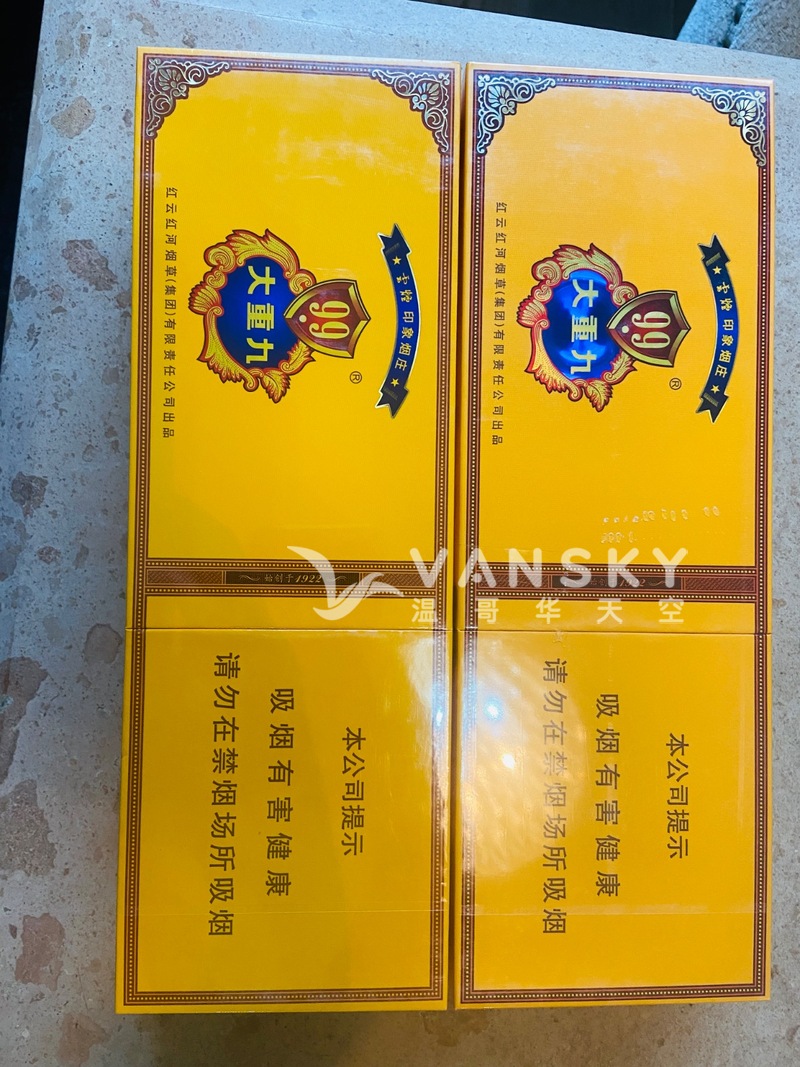 雲煙 印象烟庄
99
®
大重九
红云红河烟草(集团)有限责任公司出品
始创于1922
本公司提示
吸烟有害健康
请勿在禁烟场所吸烟
雲煙 印象烟庄
99
®
大重九
红云红河烟草(集团)有限责任公司出品
本公司提示
吸烟有害健康
请勿在禁烟场所吸烟
VANSKY
温哥华天空